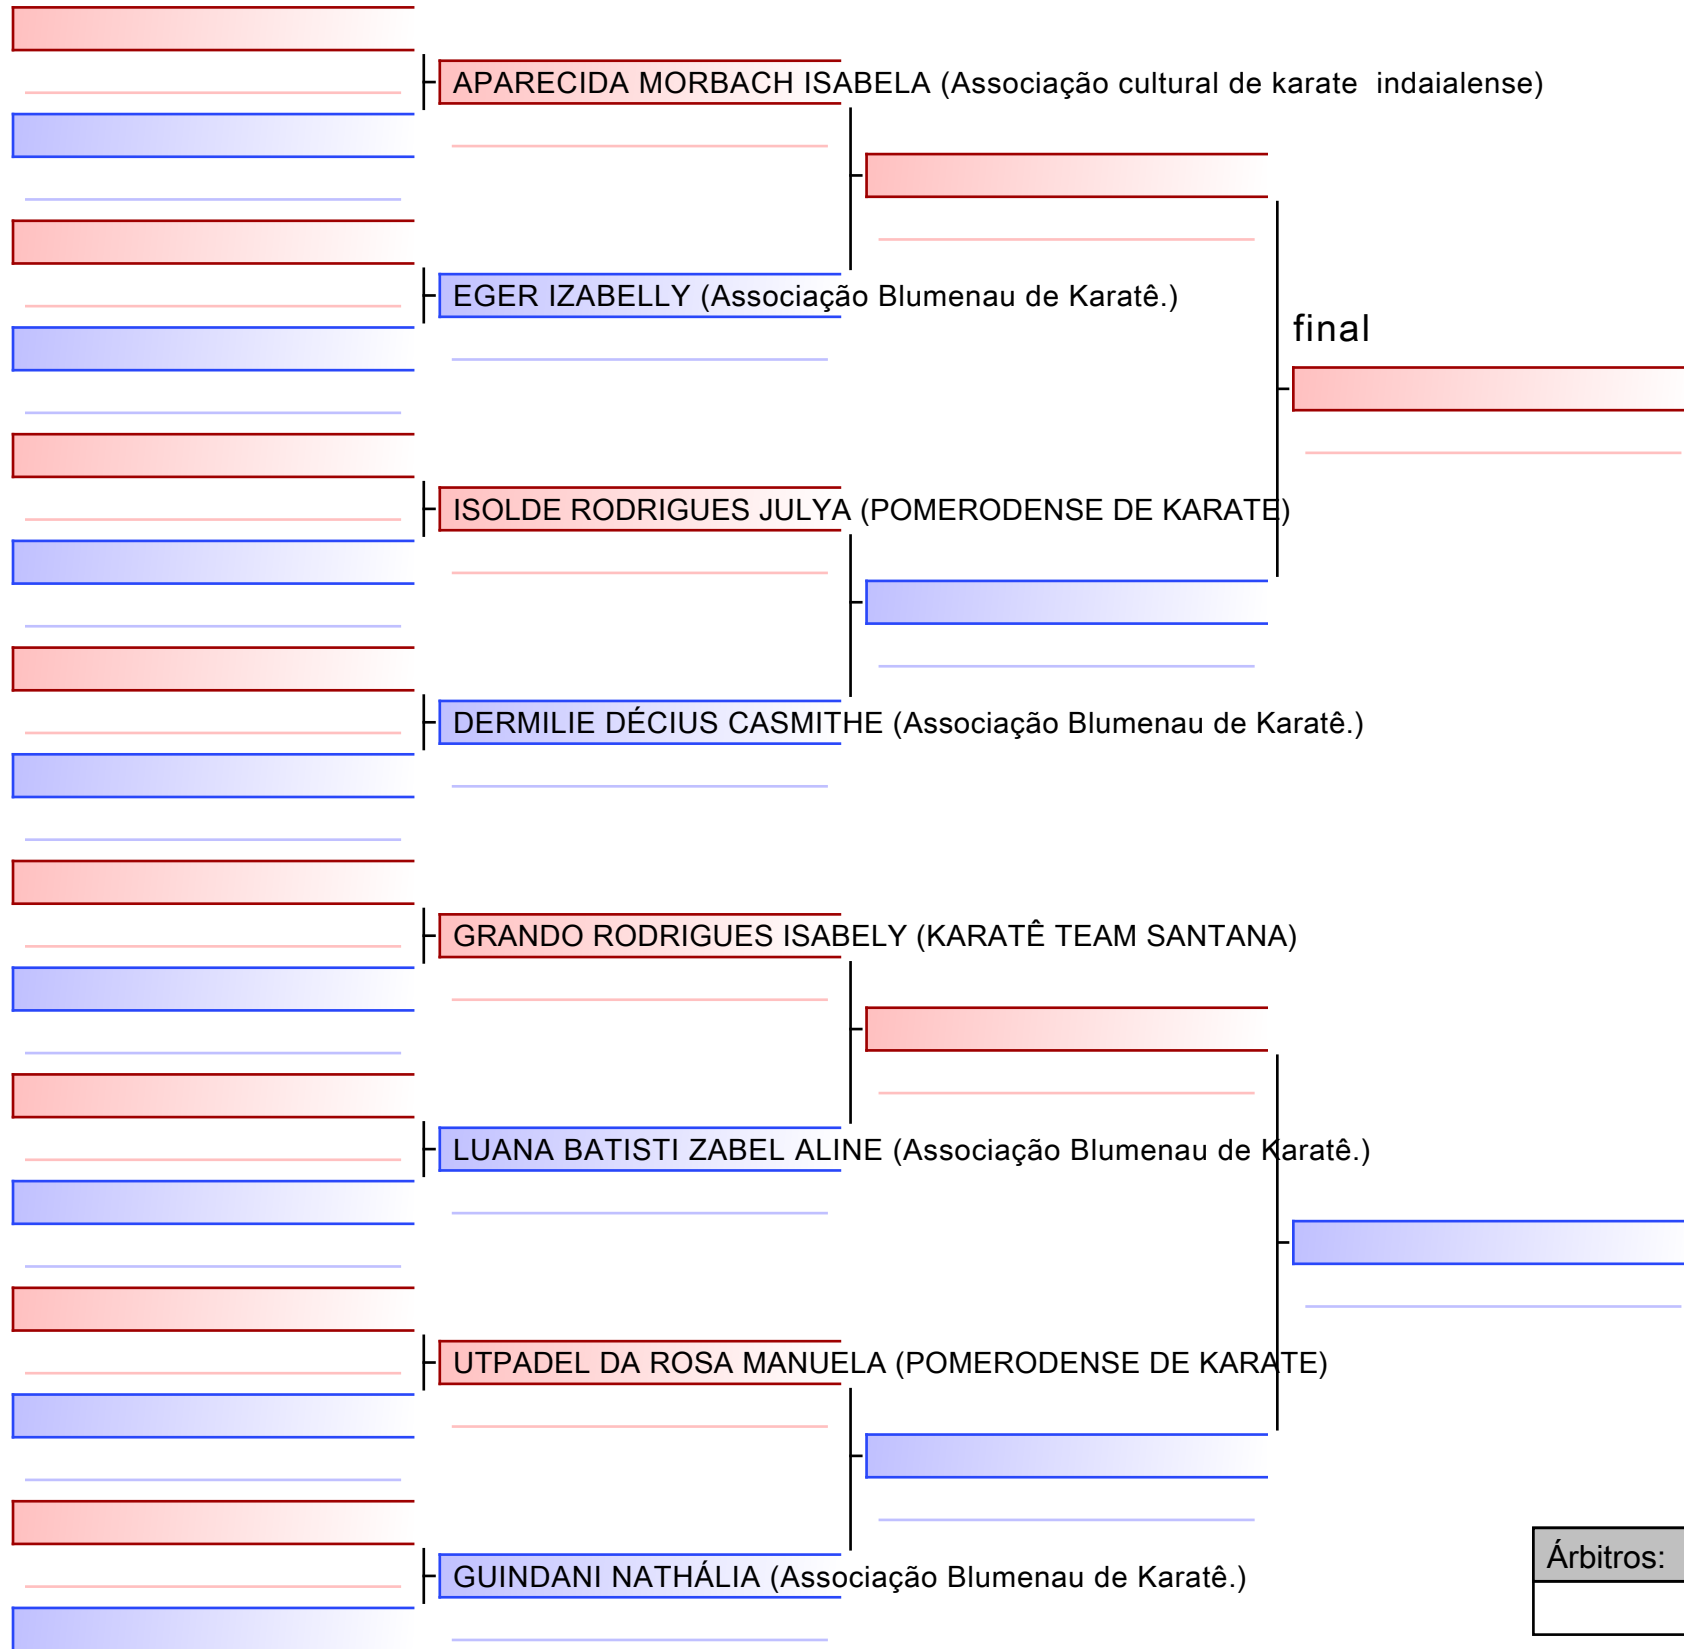 APARECIDA MORBACH ISABELA (Associação cultural de karate  indaialense)
EGER IZABELLY (Associação Blumenau de Karatê.)
final
ISOLDE RODRIGUES JULYA (POMERODENSE DE KARATE)
DERMILIE DÉCIUS CASMITHE (Associação Blumenau de Karatê.)
GRANDO RODRIGUES ISABELY (KARATÊ TEAM SANTANA)
LUANA BATISTI ZABEL ALINE (Associação Blumenau de Karatê.)
UTPADEL DA ROSA MANUELA (POMERODENSE DE KARATE)
Árbitros:
GUINDANI NATHÁLIA (Associação Blumenau de Karatê.)